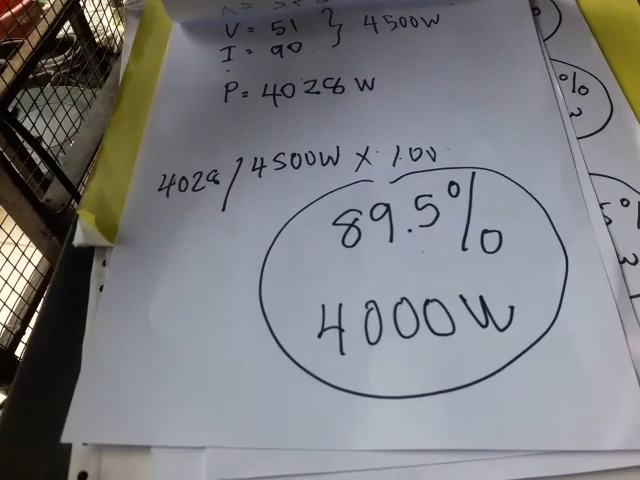 V = 51 } 4500W
I = 90
P = 4028 W
4028 / 4500W X 100
89.5%
4000W
%